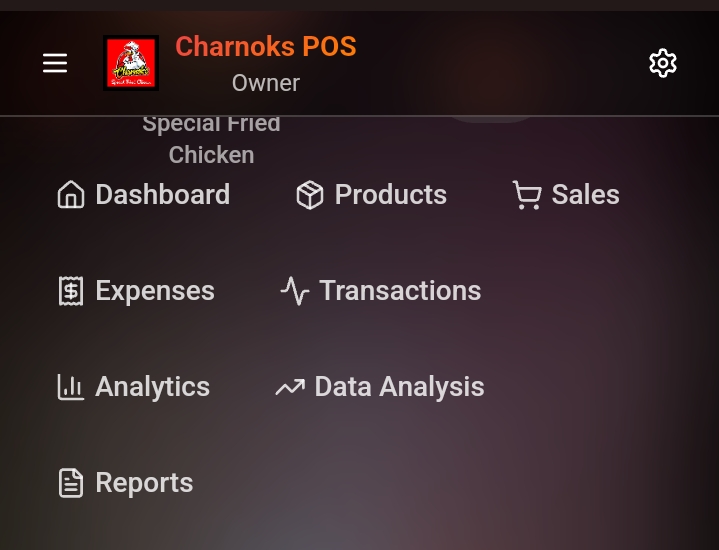 Charnoks POS
Owner
Special Fried
Chicken
Dashboard
Products
Sales
Expenses
Transactions
Analytics
Data Analysis
Reports